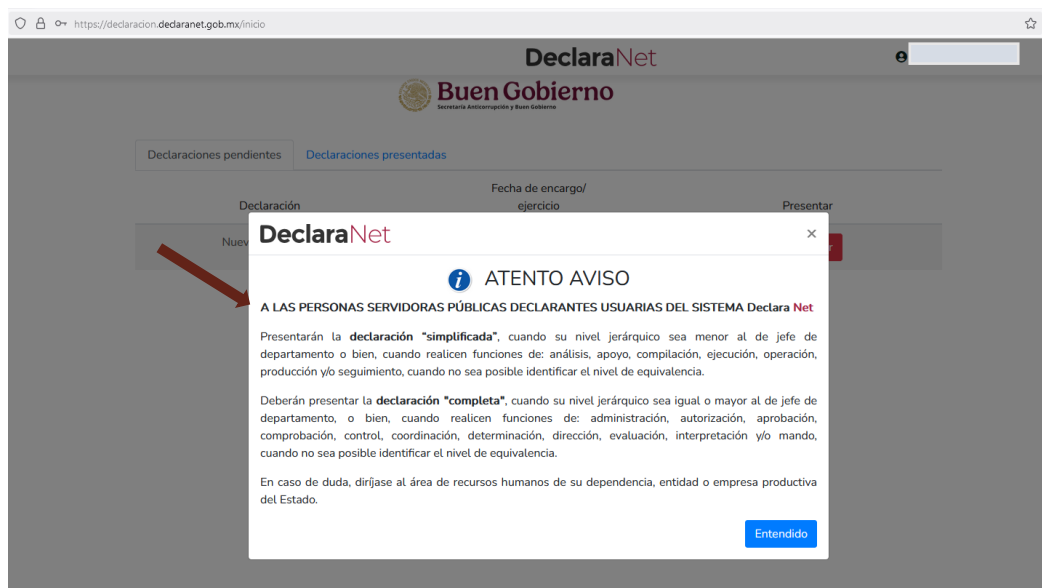 https://declaracion.declaranet.gob.mx/inicio
DeclaraNet
Buen Gobierno
Secretaría Anticorrupción y Buen Gobierno
Declaraciones pendientes Declaraciones presentadas
Fecha de encargo/
Declaración ejercicio Presentar
DeclaraNet ×
ATENTO AVISO
A LAS PERSONAS SERVIDORAS PÚBLICAS DECLARANTES USUARIAS DEL SISTEMA Declara Net
Presentarán la declaración "simplificada", cuando su nivel jerárquico sea menor al de jefe de
departamento o bien, cuando realicen funciones de: análisis, apoyo, compilación, ejecución, operación,
producción y/o seguimiento, cuando no sea posible identificar el nivel de equivalencia.
Deberán presentar la declaración "completa", cuando su nivel jerárquico sea igual o mayor al de jefe de
departamento, o bien, cuando realicen funciones de: administración, autorización, aprobación,
comprobación, control, coordinación, determinación, dirección, evaluación, interpretación y/o mando,
cuando no sea posible identificar el nivel de equivalencia.
En caso de duda, diríjase al área de recursos humanos de su dependencia, entidad o empresa productiva
del Estado.
Entendido